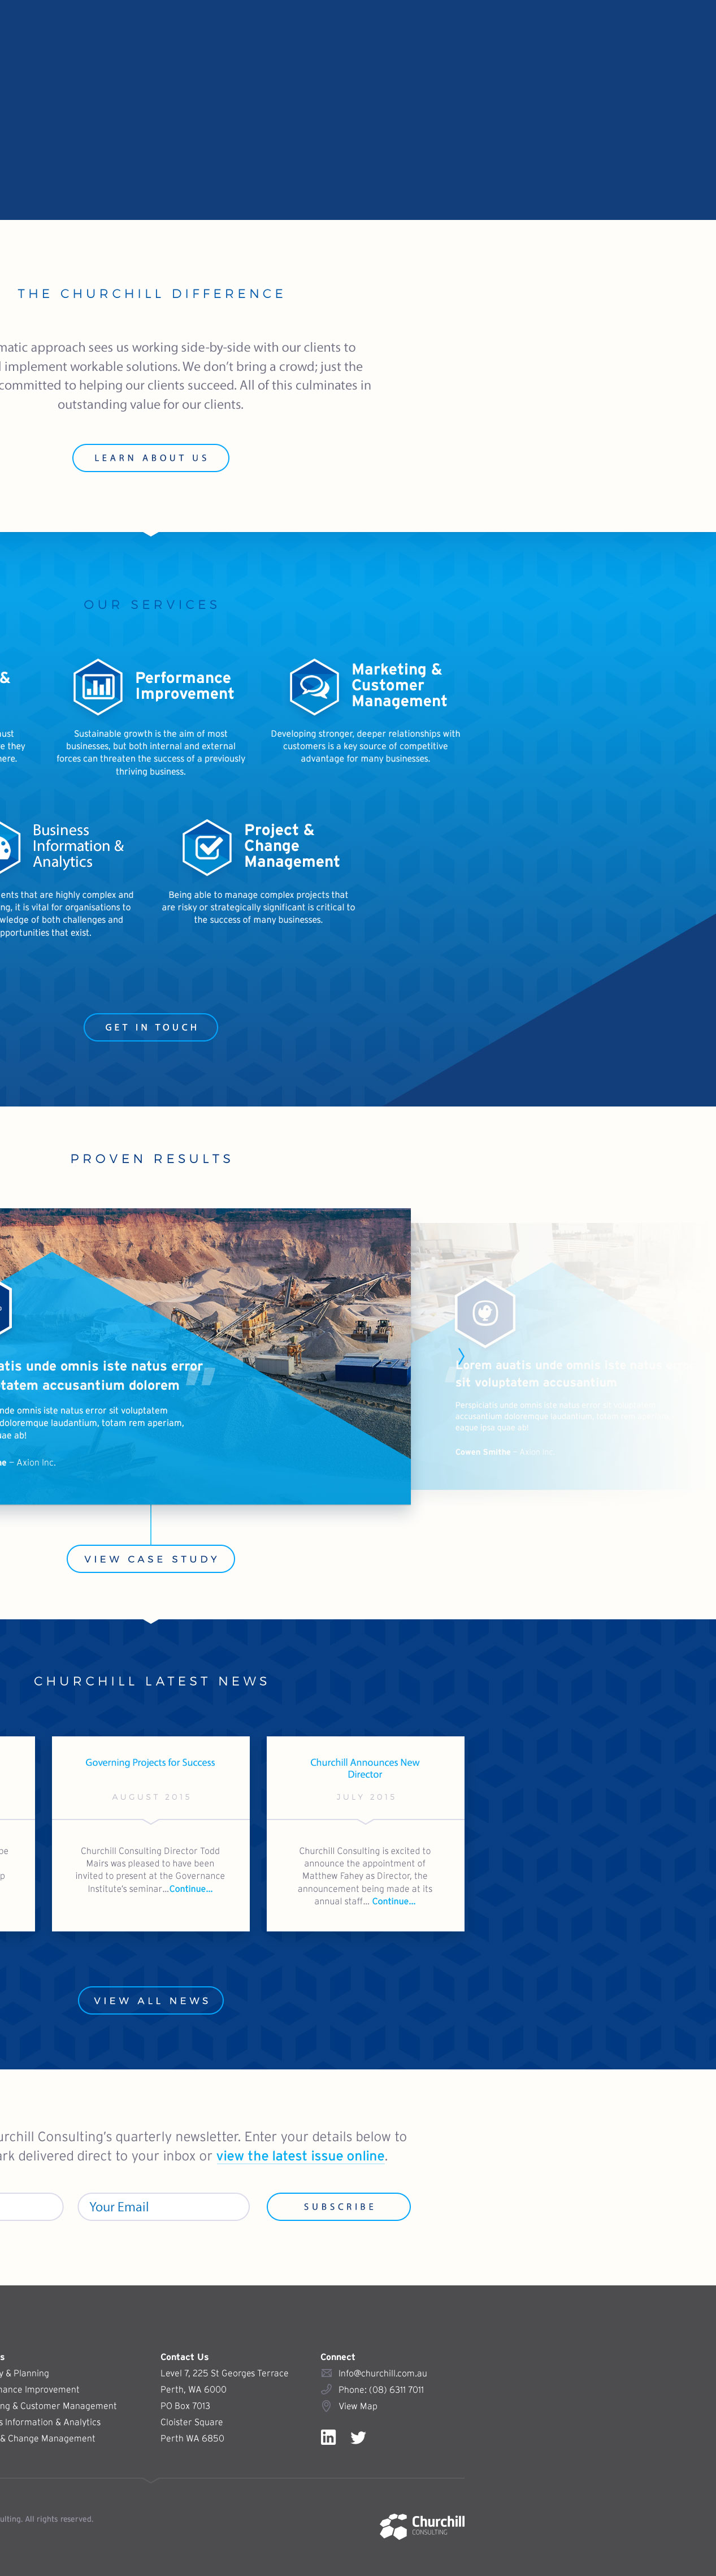 THE CHURCHILL DIFFERENCE
matic approach sees us working side-by-side with our clients to
implement workable solutions. We don't bring a crowd; just the
committed to helping our clients succeed. All of this culminates in
outstanding value for our clients.
LEARN ABOUT US
OUR SERVICES
&
ust
e they
here.
Performance
Improvement
Sustainable growth is the aim of most
businesses, but both internal and external
forces can threaten the success of a previously
thriving business.
Marketing &
Customer
Management
Developing stronger, deeper relationships with
customers is a key source of competitive
advantage for many businesses.
Business
Information &
Analytics
ents that are highly complex and
ng, it is vital for organisations to
wledge of both challenges and
pportunities that exist.
Project &
Change
Management
Being able to manage complex projects that
are risky or strategically significant is critical to
the success of many businesses.
GET IN TOUCH
PROVEN RESULTS
atis unde omnis iste natus error
tatem accusantium dolorem "
nde omnis iste natus error sit voluptatem
doloremque laudantium, totam rem aperiam,
uae ab!
he – Axion Inc.
Lorem auatis unde omnis iste natus
sit voluptatem accusantium
Perspiciatis unde omnis iste natus error sit
accusantium doloremque laudantium, totam
eaque ipsa quae ab!
Cowen Smithe – Axion Inc.
VIEW CASE STUDY
CHURCHILL LATEST NEWS
be
p
Governing Projects for Success
AUGUST 2015
Churchill Consulting Director Todd
Mairs was pleased to have been
invited to present at the Governance
Institute's seminar...Continue...
Churchill Announces New
Director
JULY 2015
Churchill Consulting is excited to
announce the appointment of
Matthew Fahey as Director, the
announcement being made at its
annual staff... Continue...
VIEW ALL NEWS
urchill Consulting's quarterly newsletter. Enter your details below to
ark delivered direct to your inbox or view the latest issue online.
Your Email
SUBSCRIBE
s
y & Planning
nance Improvement
ng & Customer Management
s Information & Analytics
& Change Management
Contact Us
Level 7, 225 St Georges Terrace
Perth, WA 6000
PO Box 7013
Cloister Square
Perth WA 6850
Connect
Info@churchill.com.au
Phone: (08) 6311 7011
View Map
in
ulting. All rights reserved.
Churchill
CONSULTING